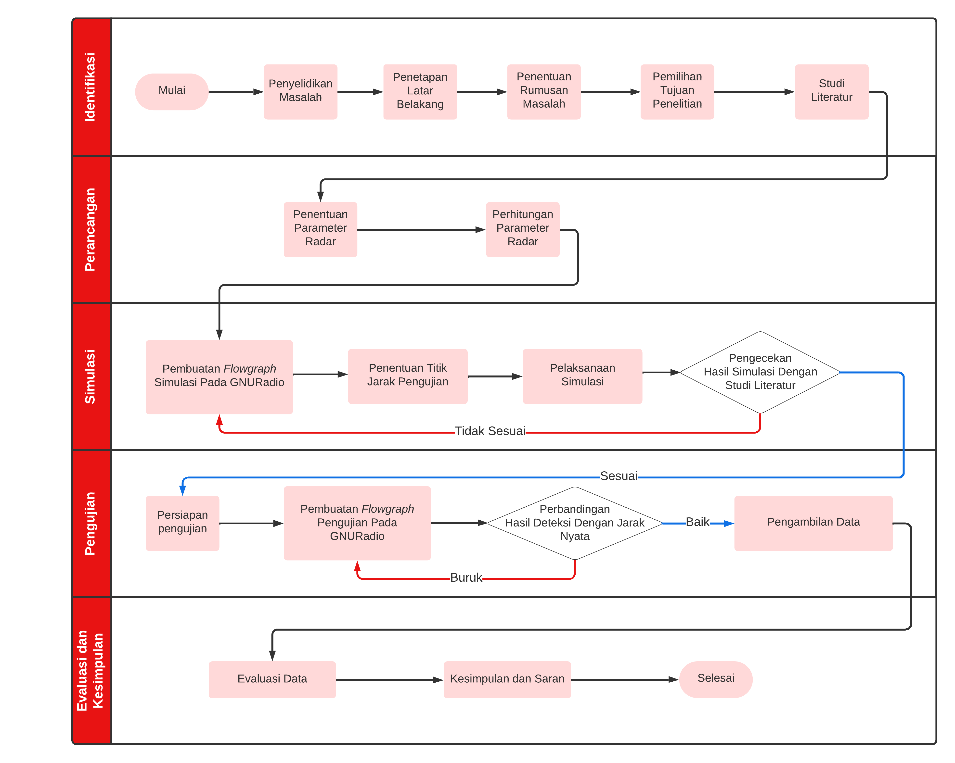 Identifikasi
Mulai
Penyelidikan
Masalah
Penetapan
Latar
Belakang
Penentuan
Rumusan
Masalah
Pemilihan
Tujuan
Penelitian
Studi
Literatur
Perancangan
Penentuan
Parameter
Radar
Perhitungan
Parameter
Radar
Simulasi
Pembuatan Flowgraph
Simulasi Pada GNURadio
Penentuan Titik
Jarak Pengujian
Pelaksanaan
Simulasi
Pengecekan
Hasil Simulasi Dengan
Studi Literatur
Tidak Sesuai
Sesuai
Pengujian
Persiapan
pengujian
Pembuatan Flowgraph
Pengujian Pada
GNURadio
Perbandingan
Hasil Deteksi Dengan Jarak
Nyata
Baik
Pengambilan Data
Buruk
Evaluasi dan
Kesimpulan
Evaluasi Data
Kesimpulan dan Saran
Selesai